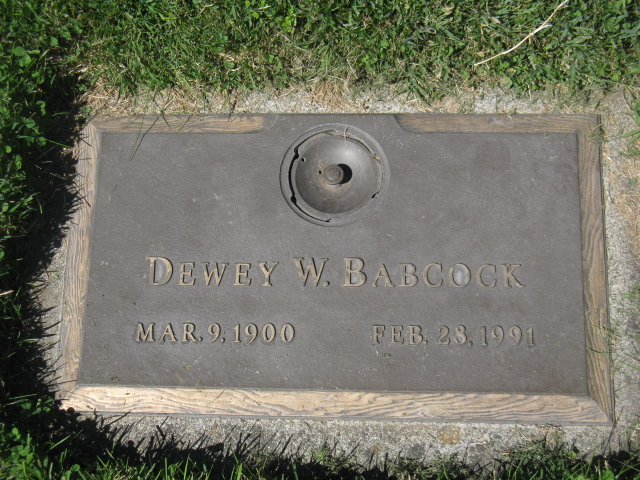 DEWEY W. BABCOCK
MAR. 9, 1900 FEB. 28, 1991